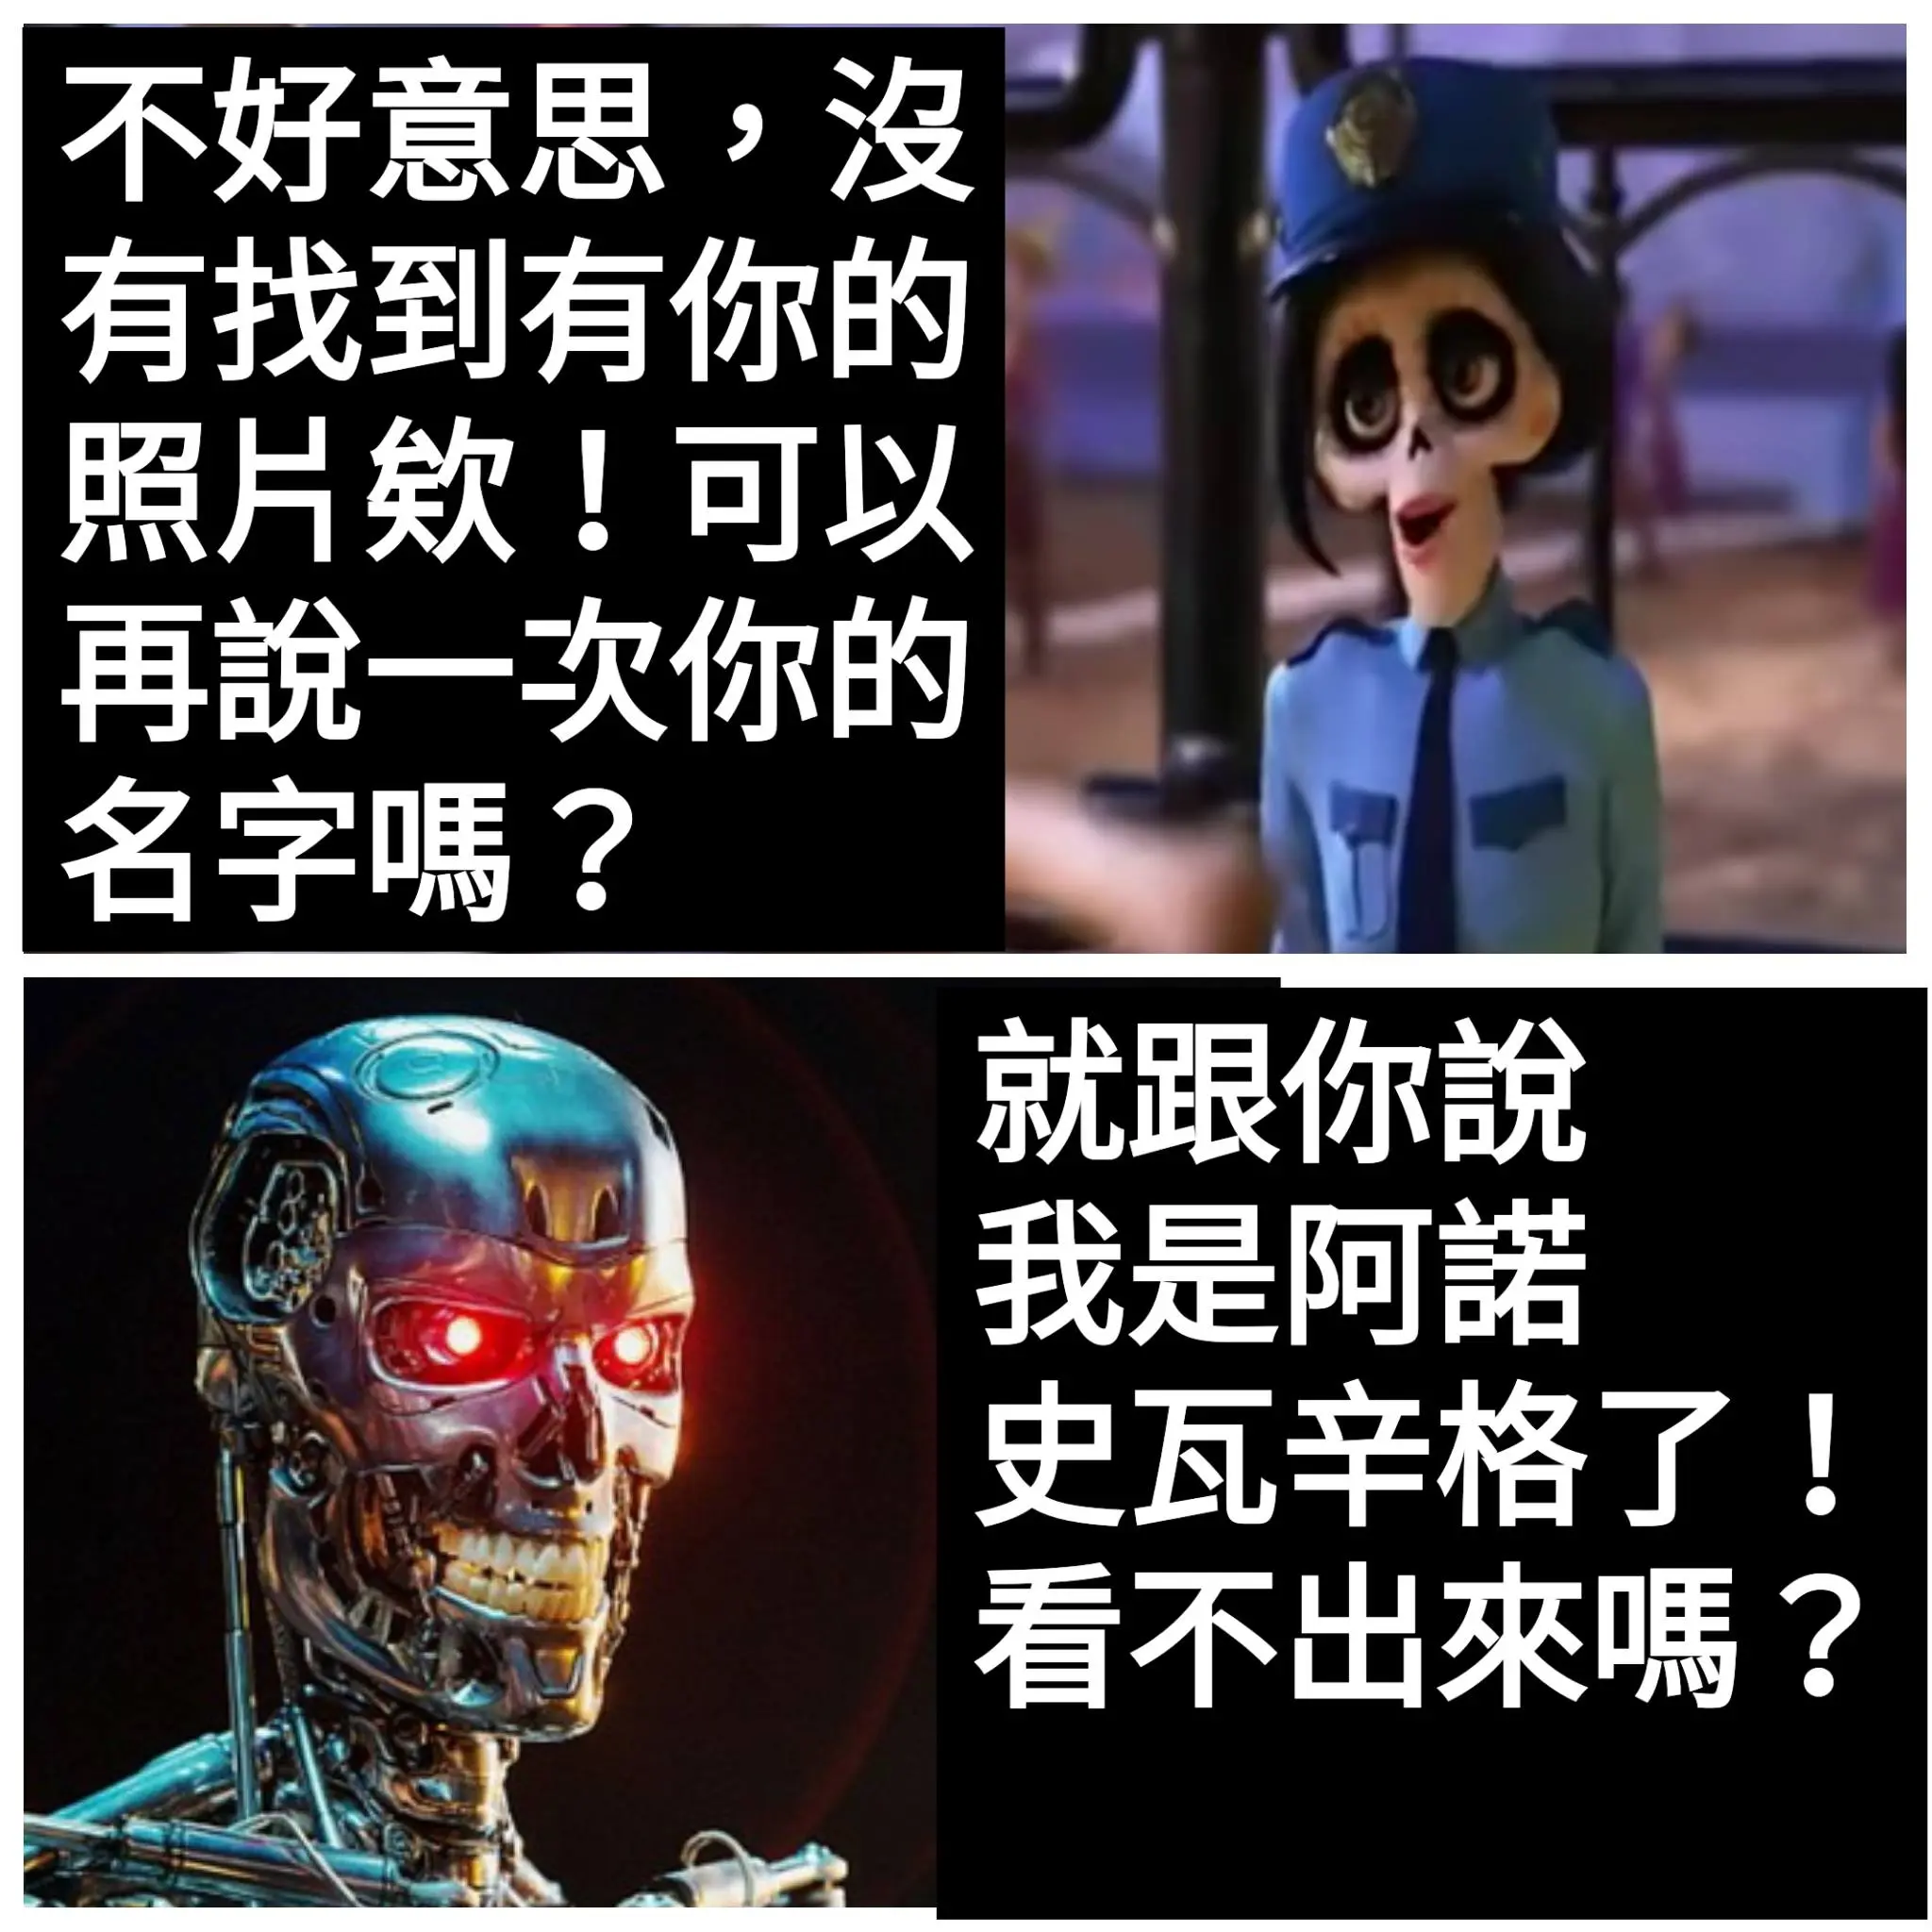 不好意思，沒
有找到有你的
照片欸！可以
再說一次你的
名字嗎？
就跟你說
我是阿諾
史瓦辛格了！
看不出來嗎？